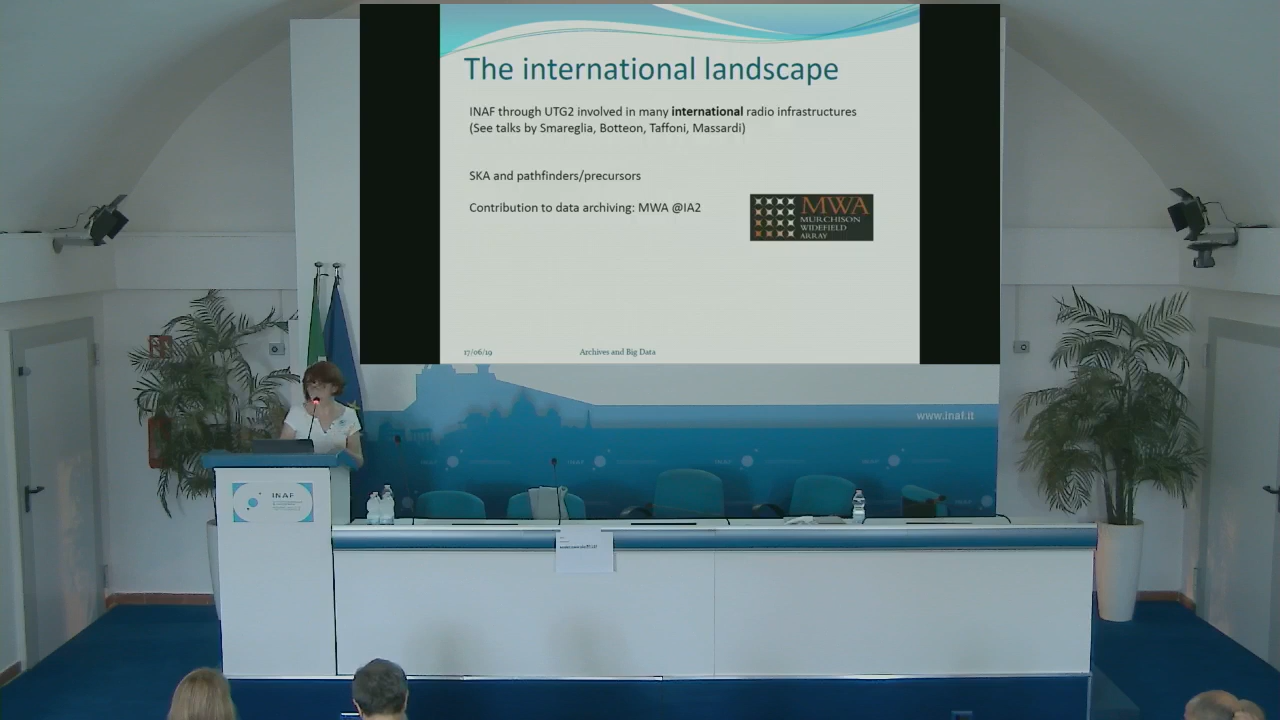 The international landscape
INAF through UTG2 involved in many international radio infrastructures
(See talks by Smareglia, Botteon, Taffoni, Massardi)
SKA and pathfinders/precursors
Contribution to data archiving: MWA @IA2
MWA
MURCHISON
WIDEFIELD
ARRAY
17/06/19 Archives and Big Data
www.inaf.it
INAF